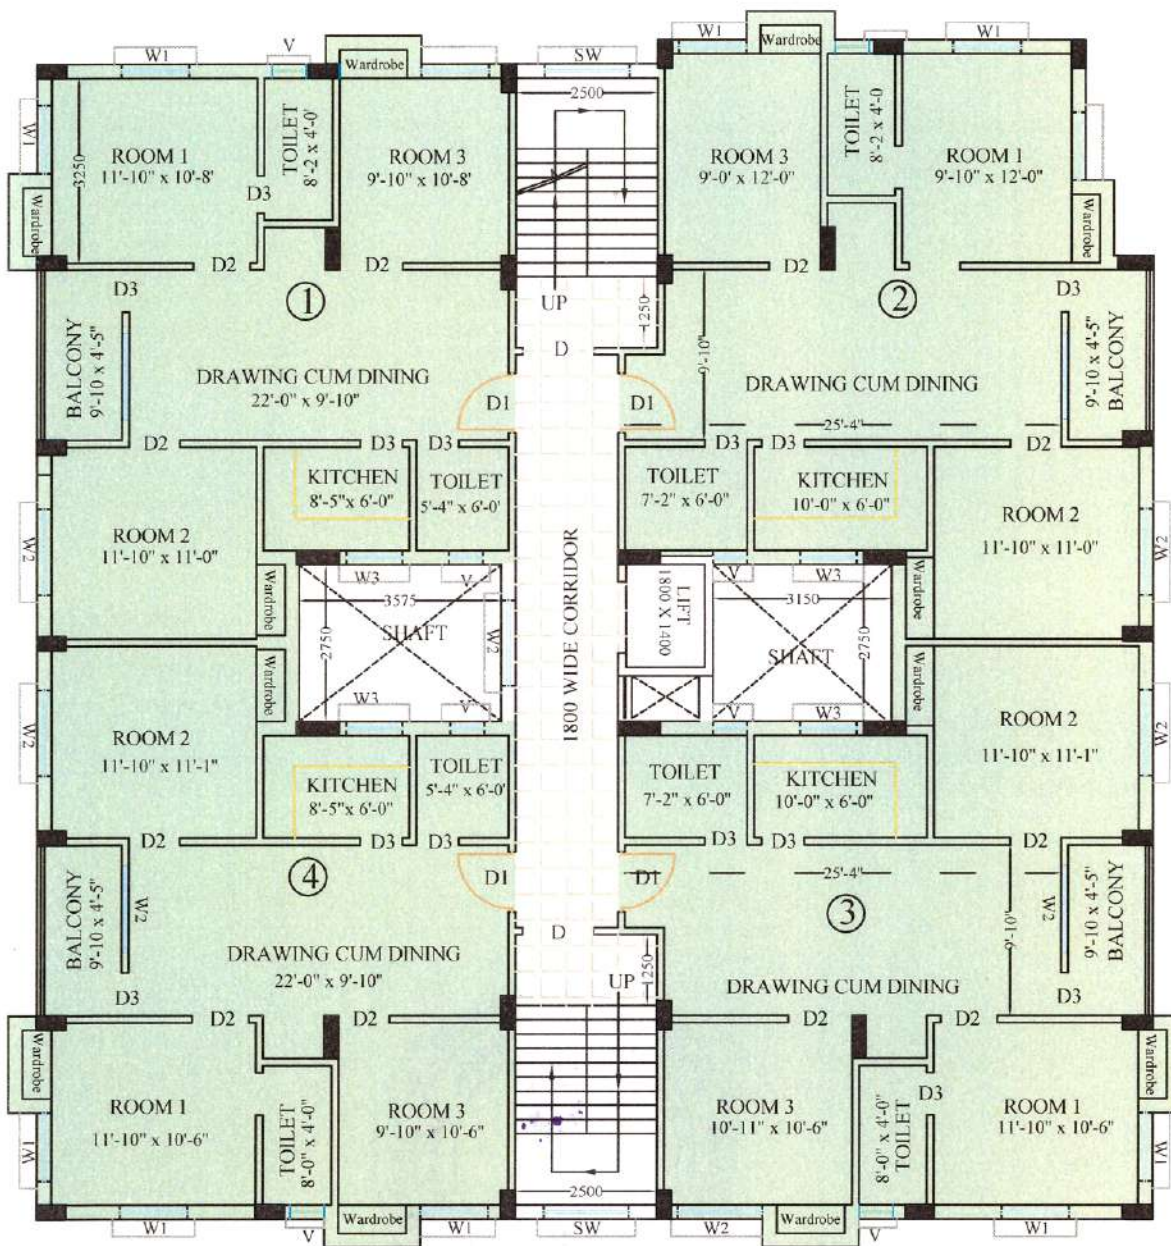 W1
V
Wardrobe
SW
W1
Wardrobe
W1
2500
W1
3250
ROOM 1
11'-10" x 10'-8'
TOILET
8'-2 x 4'-0'
D3
ROOM 3
9'-10" x 10'-8'
ROOM 3
9'-0' x 12'-0"
TOILET
8'-2 x 4'-0
ROOM 1
9'-10" x 12'-0"
Wardrobe
Wardrobe
D2
D2
D2
D3
D3
1
UP
1250
2
BALCONY
9'-10 x 4'-5"
D
9'-10"
BALCONY
9'-10 x 4'-5"
DRAWING CUM DINING
22'-0" x 9'-10"
DRAWING CUM DINING
D1
D1
25'-4"
D2
D3
D3
D3
D3
D2
KITCHEN
8'-5"x 6'-0"
TOILET
5'-4" x 6'-0'
TOILET
7'-2" x 6'-0"
KITCHEN
10'-0" x 6'-0"
ROOM 2
11'-10" x 11'-0"
ROOM 2
11'-10" x 11'-0"
W2
W2
Wardrobe
W3
V
3575
2750
SHAFT
W2
1800 WIDE CORRIDOR
LIFT
1800 X 1400
V
W3
3150
2750
SHAFT
Wardrobe
Wardrobe
W3
V
V
W3
Wardrobe
W2
ROOM 2
11'-10" x 11'-1"
ROOM 2
11'-10" x 11'-1"
W2
KITCHEN
8'-5"x 6'-0"
TOILET
5'-4" x 6'-0'
TOILET
7'-2" x 6'-0"
KITCHEN
10'-0" x 6'-0"
D2
D3
D3
D3
D3
D2
4
D1
D1
25'-4"
3
BALCONY
9'-10 x 4'-5"
W2
W2
BALCONY
9'-10 x 4'-5"
9'-10"
D
DRAWING CUM DINING
22'-0" x 9'-10"
UP
1250
DRAWING CUM DINING
D3
D3
D2
D2
D2
D2
Wardrobe
Wardrobe
ROOM 1
11'-10" x 10'-6"
TOILET
8'-0" x 4'-0"
ROOM 3
9'-10" x 10'-6"
ROOM 3
10'-11" x 10'-6"
D3
TOILET
8'-0" x 4'-0"
ROOM 1
11'-10" x 10'-6"
W1
W1
2500
W1
V
Wardrobe
W1
SW
W2
Wardrobe
V
W1